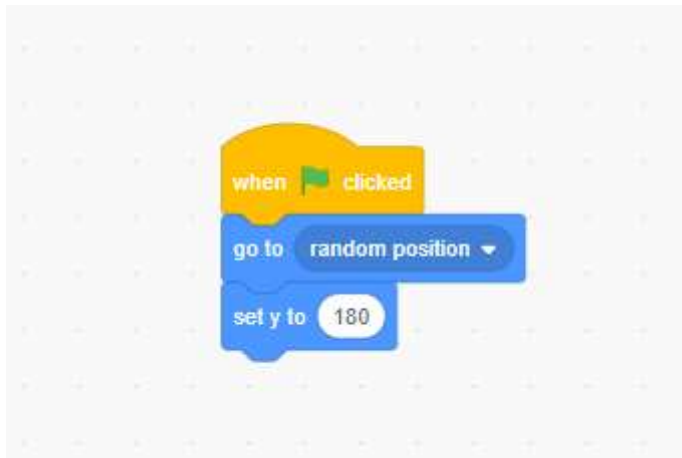 when clicked
go to random position
set y to 180